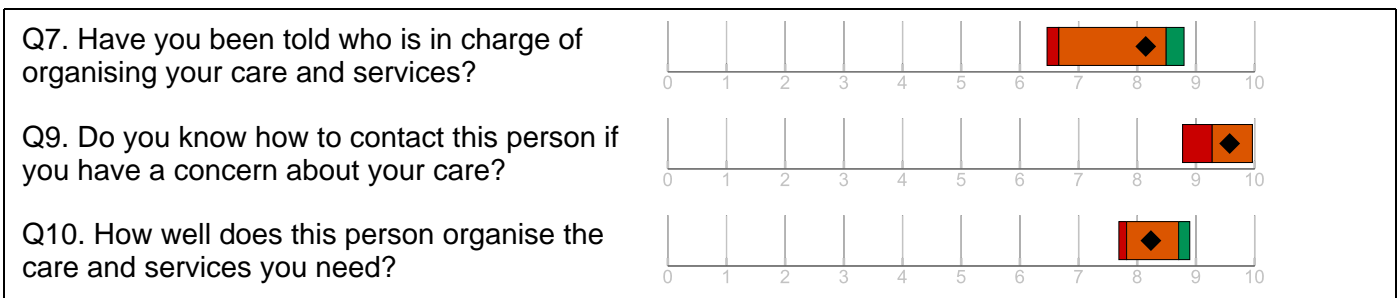 Q7. Have you been told who is in charge of
organising your care and services?
0 1 2 3 4 5 6 7 8 9 10
Q9. Do you know how to contact this person if
you have a concern about your care?
0 1 2 3 4 5 6 7 8 9 10
Q10. How well does this person organise the
care and services you need?
0 1 2 3 4 5 6 7 8 9 10